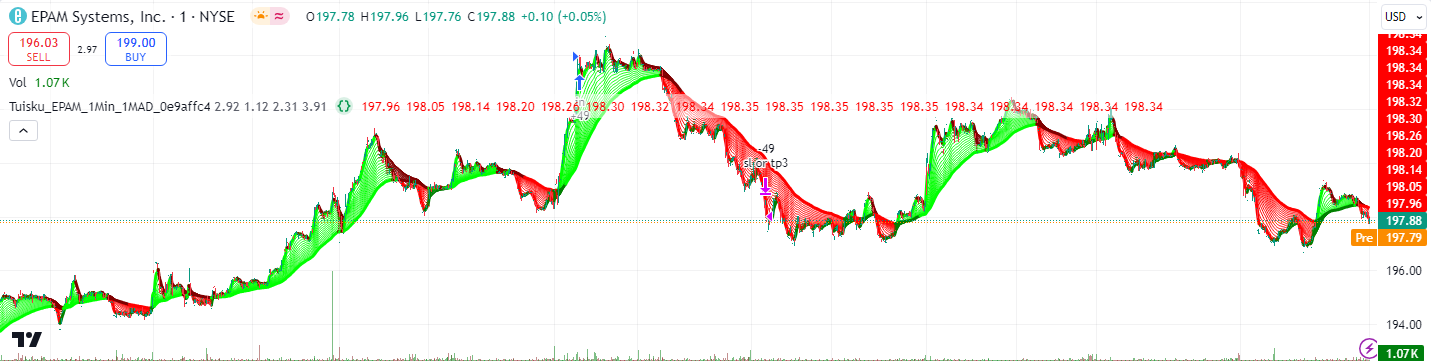 EPAM Systems, Inc. · 1 · NYSE O197.78 H197.96 L197.76 C197.88 +0.10 (+0.05%)
USD
196.03 SELL 2.97 199.00 BUY
Vol 1.07 K
Tuisku_EPAM_1Min_1MAD_0e9affc4 2.92 1.12 2.31 3.91 {} 197.96 198.05 198.14 198.20 198.26 198.30 198.32 198.34 198.35 198.35 198.35 198.35 198.35 198.34 198.34 198.34 198.34 198.34
+49
-49
sl or tp3
198.34
198.34
198.34
198.34
198.32
198.30
198.26
198.20
198.14
198.05
197.96
197.88
Pre 197.79
196.00
194.00
1.07 K